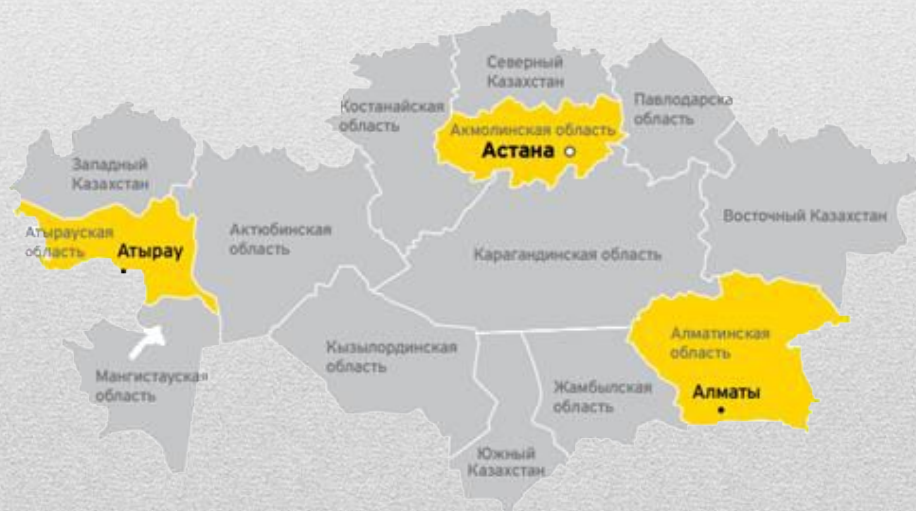 Северный
Казахстан
Костанайская
область
Павлодарска
область
Акмолинская область
Астана
Западный
Казахстан
Атырауская
область
Атырау
Актюбинская
область
Восточный Казахстан
Карагандинская область
Алматинская
область
Алматы
Кызылординская
область
Мангистауская
область
Жамбылская
область
Южный
Казахстан